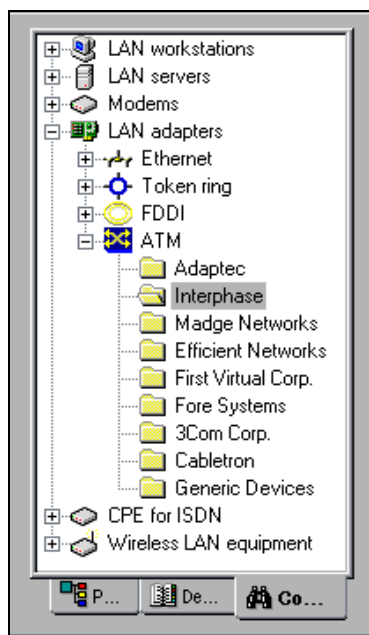 LAN workstations
LAN servers
Modems
LAN adapters
Ethernet
Token ring
FDDI
ATM
Adaptec
Interphase
Madge Networks
Efficient Networks
First Virtual Corp.
Fore Systems
3Com Corp.
Cabletron
Generic Devices
CPE for ISDN
Wireless LAN equipment
P... De... Co...